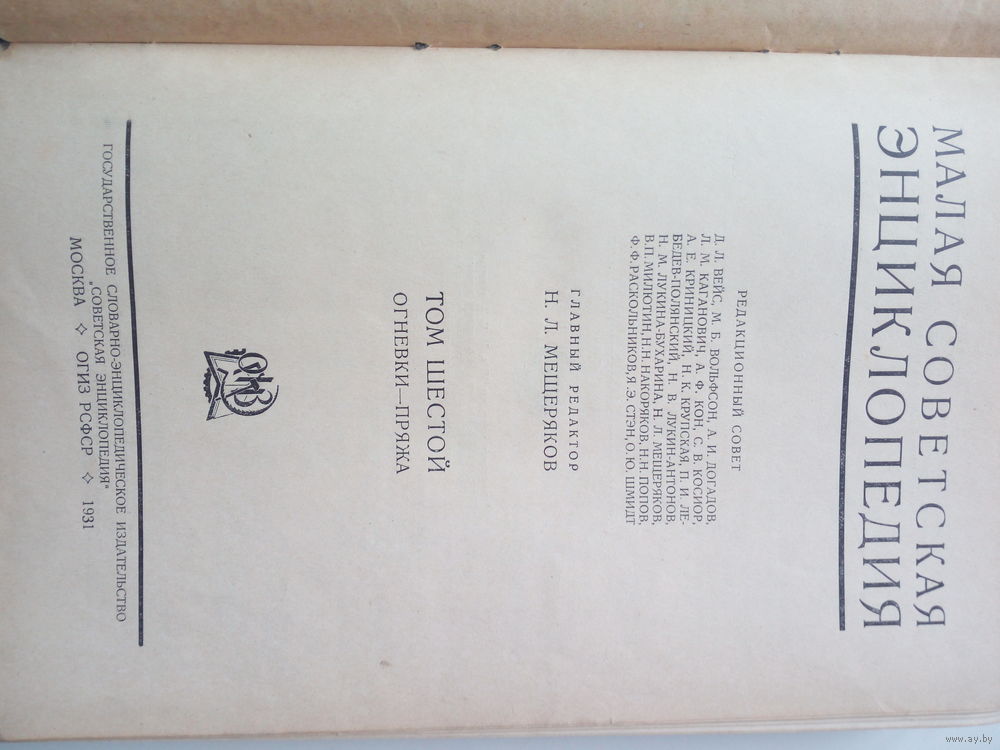 МАЛАЯ СОВЕТСКАЯ
ЭНЦИКЛОПЕДИЯ
РЕДАКЦИОННЫЙ СОВЕТ
Д. Л. ВЕЙС, М. Б. ВОЛЬФСОН, А. И. ДОГАДОВ,
Л. М. КАГАНОВИЧ, А. Ф. КОН, С. В. КОСИОР,
А. Е. КРИНИЦКИЙ, Н. К. КРУПСКАЯ, П. И. ЛЕ-
БЕДЕВ-ПОЛЯНСКИЙ, Н. В. ЛУКИН-АНТОНОВ,
Н. М. ЛУКИНА-БУХАРИНА, Н. Л. МЕЩЕРЯКОВ,
В. П. МИЛЮТИН, Н. Н. НАКОРЯКОВ, Н. Н. ПОПОВ,
Ф. Ф. РАСКОЛЬНИКОВ, Я. Э. СТЭН, О. Ю. ШМИДТ
ГЛАВНЫЙ РЕДАКТОР
Н. Л. МЕЩЕРЯКОВ
ТОМ ШЕСТОЙ
ОГНЕВКИ—ПРЯЖА
ОГИЗ
ГОСУДАРСТВЕННОЕ СЛОВАРНО-ЭНЦИКЛОПЕДИЧЕСКОЕ ИЗДАТЕЛЬСТВО
„СОВЕТСКАЯ ЭНЦИКЛОПЕДИЯ"
МОСКВА ✧ ОГИЗ РСФСР ✧ 1931
www.ay.by